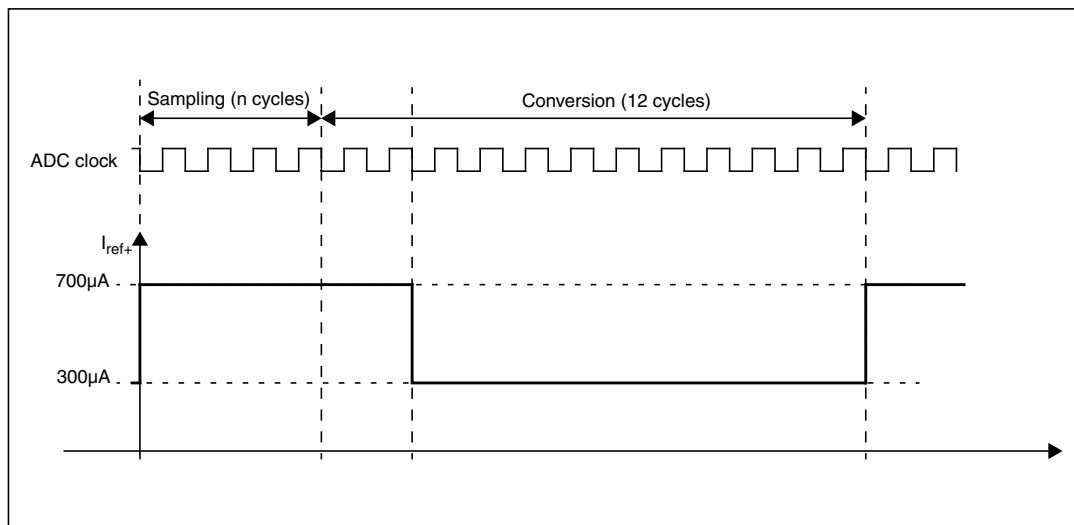 Sampling (n cycles)
Conversion (12 cycles)
ADC clock
Iref+
700µA
300µA